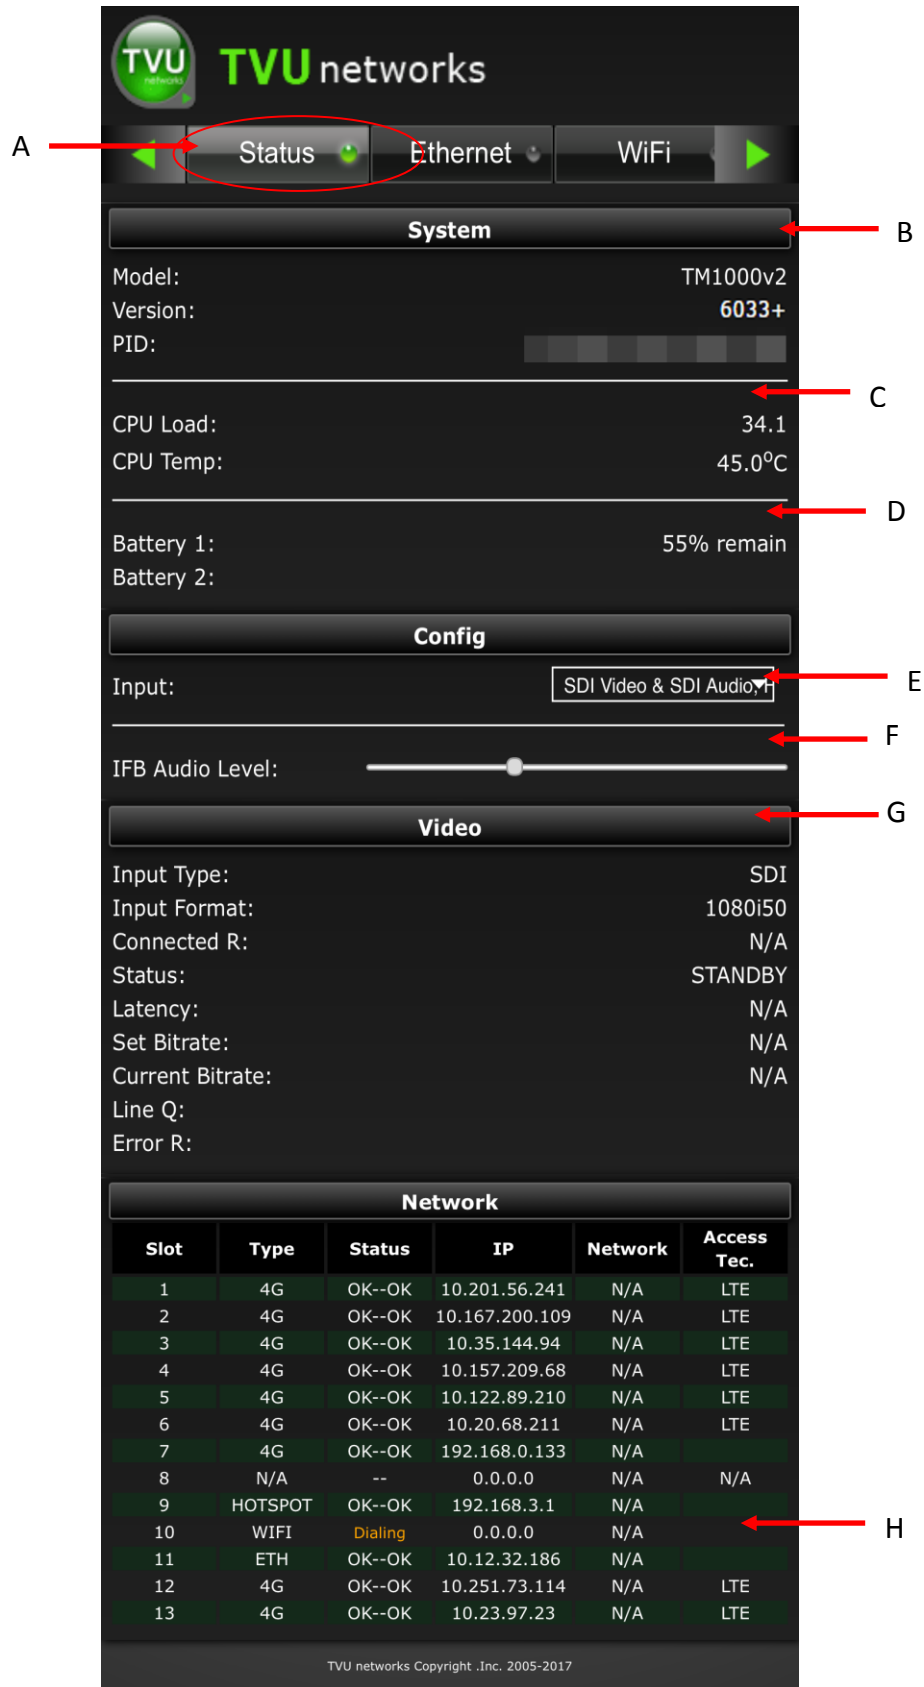 TVU
networks
TVU networks
A
Status Ethernet WiFi
System
B
Model: TM1000v2
Version: 6033+
PID:
C
CPU Load: 34.1
CPU Temp: 45.0°C
D
Battery 1: 55% remain
Battery 2:
Config
Input: SDI Video & SDI Audio, H
E
F
IFB Audio Level:
G
Video
Input Type: SDI
Input Format: 1080i50
Connected R: N/A
Status: STANDBY
Latency: N/A
Set Bitrate: N/A
Current Bitrate: N/A
Line Q:
Error R:
Network
Slot Type Status IP Network Access Tec.
1 4G OK--OK 10.201.56.241 N/A LTE
2 4G OK--OK 10.167.200.109 N/A LTE
3 4G OK--OK 10.35.144.94 N/A LTE
4 4G OK--OK 10.157.209.68 N/A LTE
5 4G OK--OK 10.122.89.210 N/A LTE
6 4G OK--OK 10.20.68.211 N/A LTE
7 4G OK--OK 192.168.0.133 N/A
8 N/A -- 0.0.0.0 N/A N/A
9 HOTSPOT OK--OK 192.168.3.1 N/A
10 WIFI Dialing 0.0.0.0 N/A
H
11 ETH OK--OK 10.12.32.186 N/A
12 4G OK--OK 10.251.73.114 N/A LTE
13 4G OK--OK 10.23.97.23 N/A LTE
TVU networks Copyright .Inc. 2005-2017